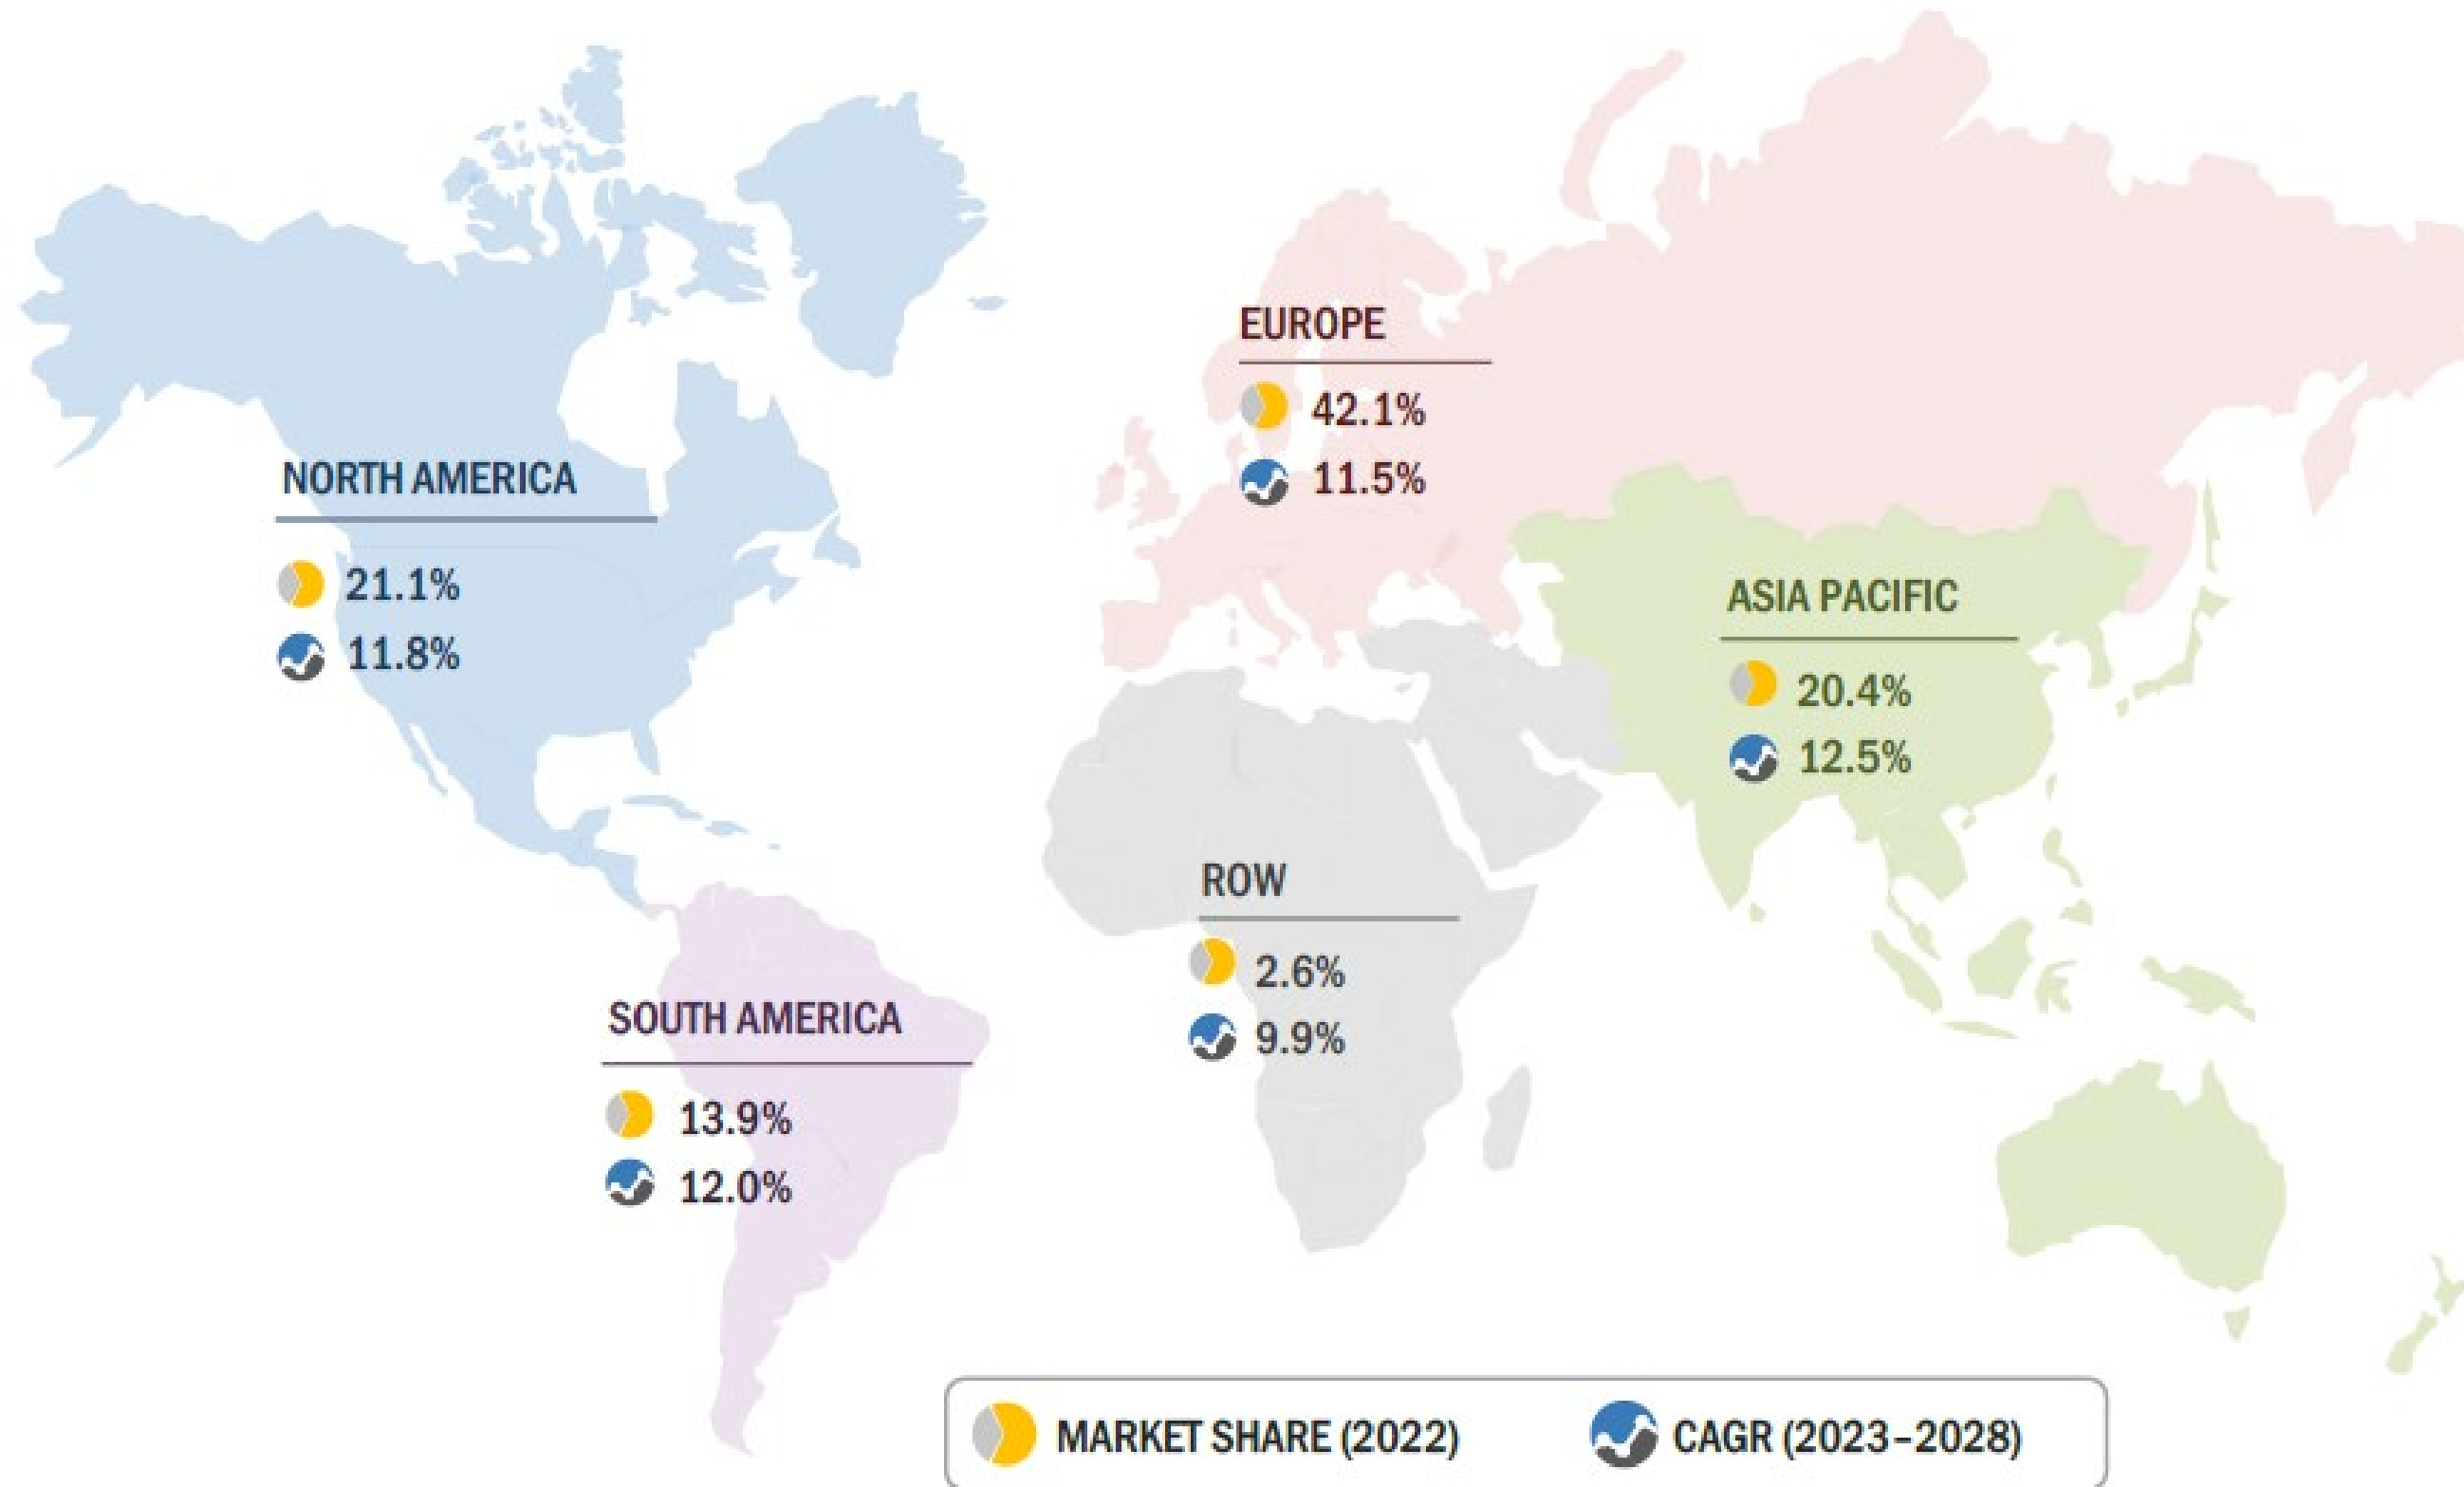 EUROPE
42.1%
11.5%
NORTH AMERICA
21.1%
11.8%
ASIA PACIFIC
20.4%
12.5%
ROW
2.6%
9.9%
SOUTH AMERICA
13.9%
12.0%
MARKET SHARE (2022)
CAGR (2023–2028)